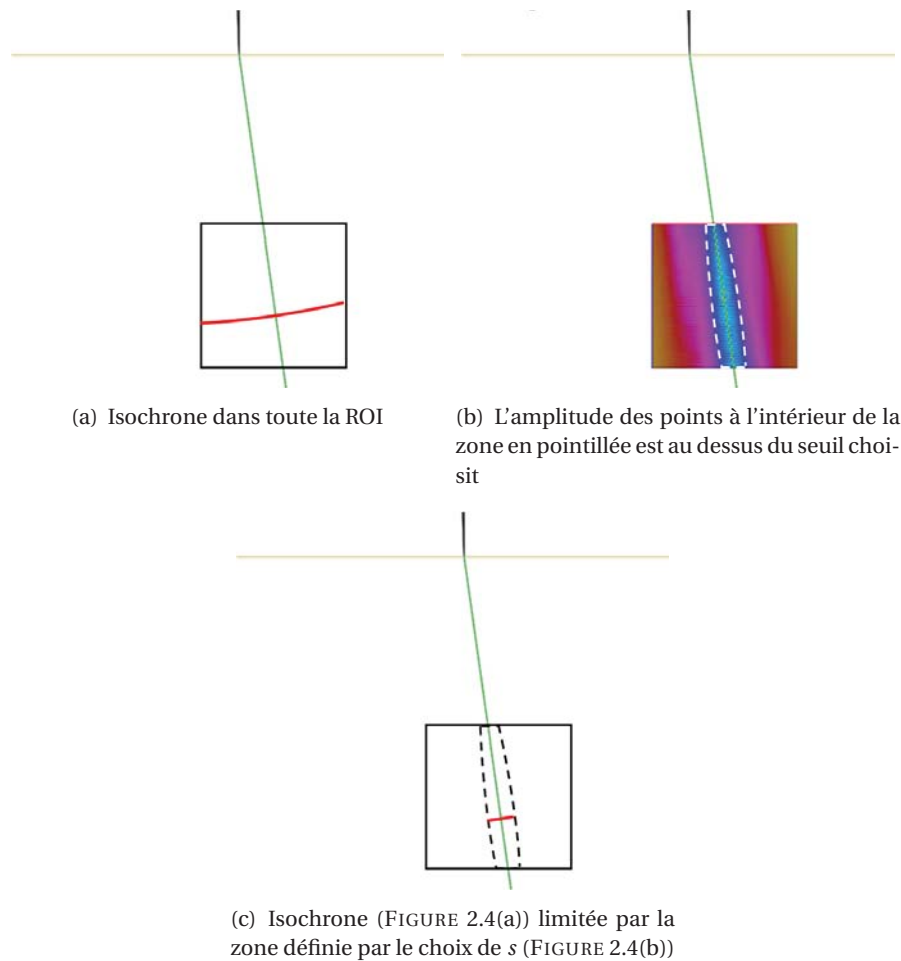 (a) Isochrone dans toute la ROI
(b) L'amplitude des points à l'intérieur de la
zone en pointillée est au dessus du seuil choi-
sit
(c) Isochrone (FIGURE 2.4(a)) limitée par la
zone définie par le choix de s (FIGURE 2.4(b))